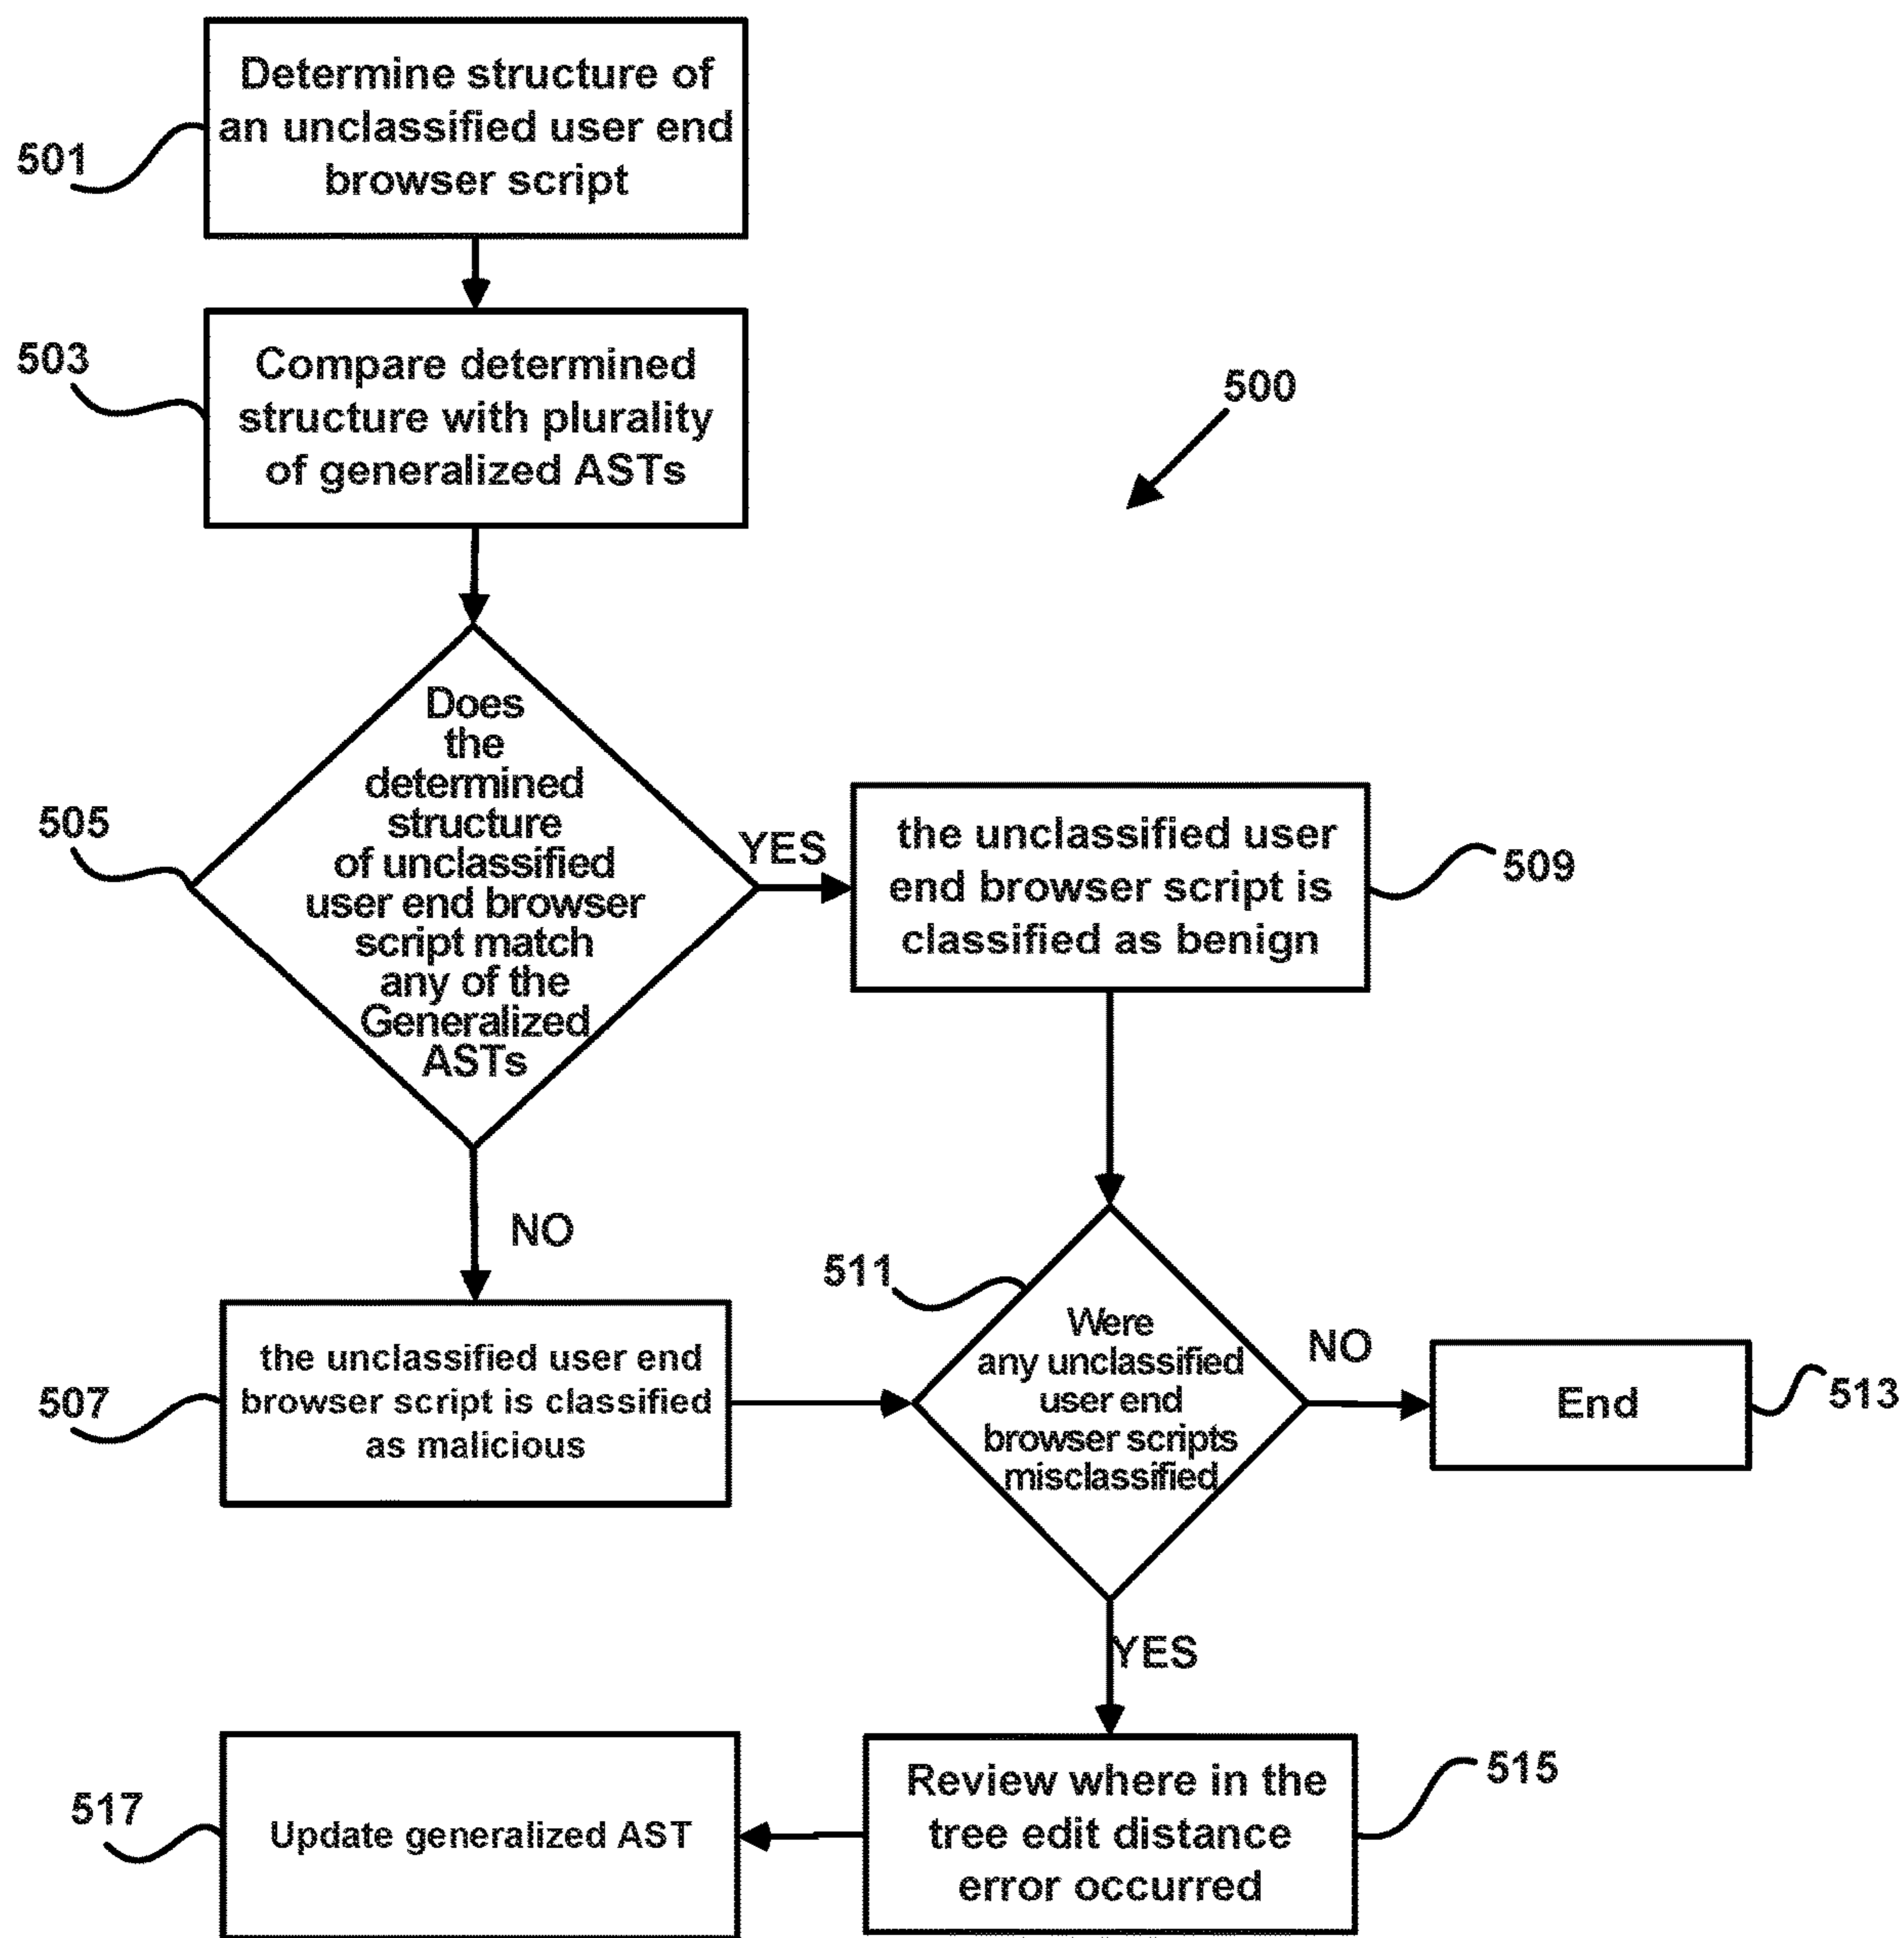 Determine structure of
an unclassified user end
browser script
501
Compare determined
structure with plurality
of generalized ASTs
503
500
Does
the
determined
structure
of unclassified
user end browser
script match
any of the
Generalized
ASTs
505
YES
the unclassified user
end browser script is
classified as benign
509
NO
the unclassified user end
browser script is classified
as malicious
507
511
Were
any unclassified
user end
browser scripts
misclassified
NO
End
513
YES
Review where in the
tree edit distance
error occurred
515
Update generalized AST
517